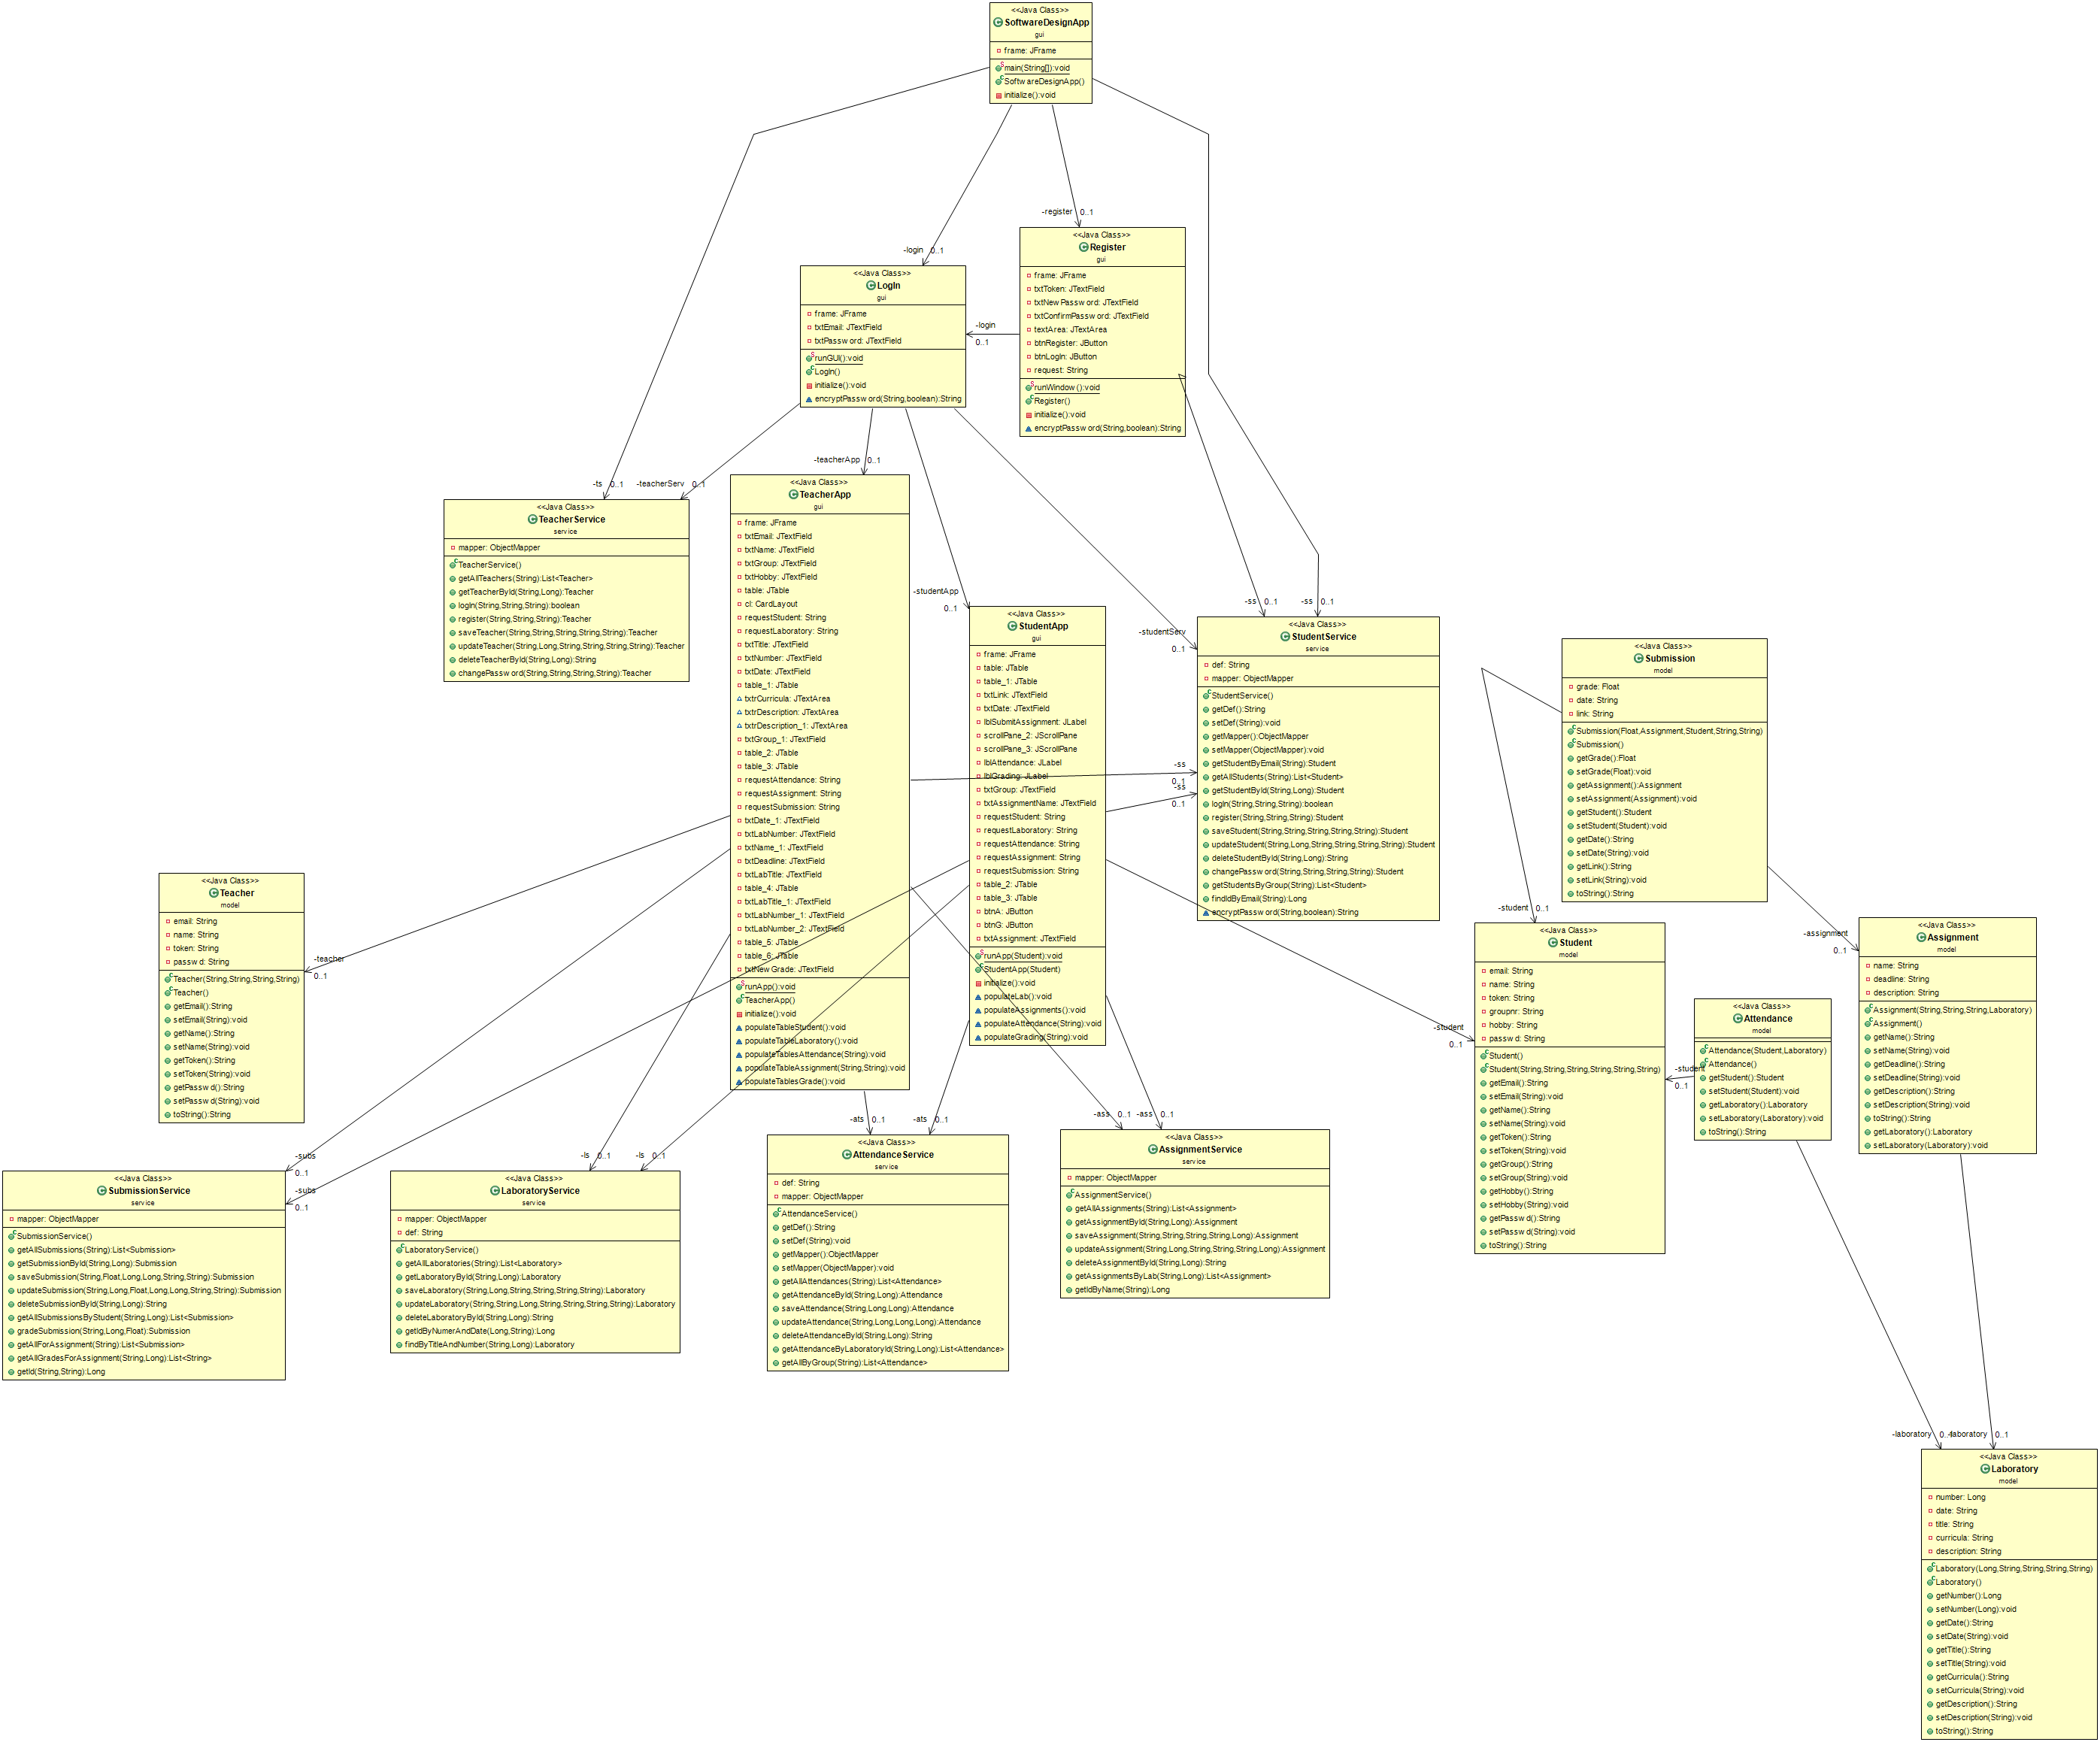 <<Java Class>>
SoftwareDesignApp
gui
frame: JFrame
main(String[]):void
SoftwareDesignApp()
initialize():void
-register 0..1
-login 0..1
<<Java Class>>
Register
gui
frame: JFrame
txtToken: JTextField
txtNewPassword: JTextField
txtConfirmPassword: JTextField
textArea: JTextArea
btnRegister: JButton
btnLogIn: JButton
request: String
runWindow():void
Register()
initialize():void
encryptPassword(String,boolean):String
<<Java Class>>
LogIn
gui
frame: JFrame
txtEmail: JTextField
txtPassword: JTextField
runGUI():void
LogIn()
initialize():void
encryptPassword(String,boolean):String
-login
0..1
-teacherApp 0..1
-ts 0..1
-teacherServ 0..1
<<Java Class>>
TeacherService
service
mapper: ObjectMapper
TeacherService()
getAllTeachers(String):List<Teacher>
getTeacherById(String,Long):Teacher
logIn(String,String,String):boolean
register(String,String,String):Teacher
saveTeacher(String,String,String,String,String):Teacher
updateTeacher(String,Long,String,String,String,String):Teacher
deleteTeacherById(String,Long):String
changePassword(String,String,String,String):Teacher
<<Java Class>>
TeacherApp
gui
frame: JFrame
txtEmail: JTextField
txtName: JTextField
txtGroup: JTextField
txtHobby: JTextField
table: JTable
cl: CardLayout
requestStudent: String
requestLaboratory: String
txtTitle: JTextField
txtNumber: JTextField
txtDate: JTextField
table_1: JTable
txtrCurricula: JTextArea
txtrDescription: JTextArea
txtrDescription_1: JTextArea
txtGroup_1: JTextField
table_2: JTable
table_3: JTable
requestAttendance: String
requestAssignment: String
requestSubmission: String
txtDate_1: JTextField
txtLabNumber: JTextField
txtName_1: JTextField
txtDeadline: JTextField
txtLabTitle: JTextField
table_4: JTable
txtLabTitle_1: JTextField
txtLabNumber_1: JTextField
txtLabNumber_2: JTextField
table_5: JTable
table_6: JTable
txtNewGrade: JTextField
runApp():void
TeacherApp()
initialize():void
populateTableStudent():void
populateTableLaboratory():void
populateTablesAttendance(String):void
populateTableAssignment(String,String):void
populateTablesGrade():void
-studentApp
0..1
<<Java Class>>
StudentApp
gui
frame: JFrame
table: JTable
table_1: JTable
txtLink: JTextField
txtDate: JTextField
lblSubmitAssignment: JLabel
scrollPane_2: JScrollPane
scrollPane_3: JScrollPane
lblAttendance: JLabel
lblGrading: JLabel
txtGroup: JTextField
txtAssignmentName: JTextField
requestStudent: String
requestLaboratory: String
requestAttendance: String
requestAssignment: String
requestSubmission: String
table_2: JTable
table_3: JTable
btnA: JButton
btnG: JButton
txtAssignment: JTextField
runApp(Student):void
StudentApp(Student)
initialize():void
populateLab():void
populateAssignments():void
populateAttendance(String):void
populateGrading(String):void
-ss 0..1
-ss 0..1
-studentServ
0..1
-ss
0..1
-ss
0..1
<<Java Class>>
StudentService
service
def: String
mapper: ObjectMapper
StudentService()
getDef():String
setDef(String):void
getMapper():ObjectMapper
setMapper(ObjectMapper):void
getStudentByEmail(String):Student
getAllStudents(String):List<Student>
getStudentById(String,Long):Student
logIn(String,String,String):boolean
register(String,String,String):Student
saveStudent(String,String,String,String,String):Student
updateStudent(String,Long,String,String,String,String):Student
deleteStudentById(String,Long):String
changePassword(String,String,String,String):Student
getStudentsByGroup(String):List<Student>
findIdByEmail(String):Long
encryptPassword(String,boolean):String
<<Java Class>>
Submission
model
grade: Float
date: String
link: String
Submission(Float,Assignment,Student,String,String)
Submission()
getGrade():Float
setGrade(Float):void
getAssignment():Assignment
setAssignment(Assignment):void
getStudent():Student
setStudent(Student):void
getDate():String
setDate(String):void
getLink():String
setLink(String):void
toString():String
<<Java Class>>
Teacher
model
email: String
name: String
token: String
passwd: String
Teacher(String,String,String,String)
Teacher()
getEmail():String
setEmail(String):void
getName():String
setName(String):void
getToken():String
setToken(String):void
getPasswd():String
setPasswd(String):void
toString():String
-teacher
0..1
-student 0..1
-student
0..1
<<Java Class>>
Student
model
email: String
name: String
token: String
groupnr: String
hobby: String
passwd: String
Student()
Student(String,String,String,String,String,String)
getEmail():String
setEmail(String):void
getName():String
setName(String):void
getToken():String
setToken(String):void
getGroup():String
setGroup(String):void
getHobby():String
setHobby(String):void
getPasswd():String
setPasswd(String):void
toString():String
-student
0..1
<<Java Class>>
Attendance
model
Attendance(Student,Laboratory)
Attendance()
getStudent():Student
setStudent(Student):void
getLaboratory():Laboratory
setLaboratory(Laboratory):void
toString():String
-assignment
0..1
<<Java Class>>
Assignment
model
name: String
deadline: String
description: String
Assignment(String,String,String,Laboratory)
Assignment()
getName():String
setName(String):void
getDeadline():String
setDeadline(String):void
getDescription():String
setDescription(String):void
toString():String
getLaboratory():Laboratory
setLaboratory(Laboratory):void
-subs
0..1
-subs
0..1
<<Java Class>>
SubmissionService
service
mapper: ObjectMapper
SubmissionService()
getAllSubmissions(String):List<Submission>
getSubmissionById(String,Long):Submission
saveSubmission(String,Float,Long,Long,String,String):Submission
updateSubmission(String,Long,Float,Long,Long,String,String):Submission
deleteSubmissionById(String,Long):String
getAllSubmissionsByStudent(String,Long):List<Submission>
gradeSubmission(String,Long,Float):Submission
getAllForAssignment(String):List<Submission>
getAllGradesForAssignment(String,Long):List<String>
getId(String,String):Long
-ls 0..1
-ls 0..1
<<Java Class>>
LaboratoryService
service
mapper: ObjectMapper
def: String
LaboratoryService()
getAllLaboratories(String):List<Laboratory>
getLaboratoryById(String,Long):Laboratory
saveLaboratory(String,Long,String,String,String,String):Laboratory
updateLaboratory(String,String,Long,String,String,String,String):Laboratory
deleteLaboratoryById(String,Long):String
getIdByNumerAndDate(Long,String):Long
findByTitleAndNumber(String,Long):Laboratory
-ats 0..1
-ats 0..1
<<Java Class>>
AttendanceService
service
def: String
mapper: ObjectMapper
AttendanceService()
getDef():String
setDef(String):void
getMapper():ObjectMapper
setMapper(ObjectMapper):void
getAllAttendances(String):List<Attendance>
getAttendanceById(String,Long):Attendance
saveAttendance(String,Long,Long):Attendance
updateAttendance(String,Long,Long,Long):Attendance
deleteAttendanceById(String,Long):String
getAttendanceByLaboratoryId(String,Long):List<Attendance>
getAllByGroup(String):List<Attendance>
-ass 0..1
-ass 0..1
<<Java Class>>
AssignmentService
service
mapper: ObjectMapper
AssignmentService()
getAllAssignments(String):List<Assignment>
getAssignmentById(String,Long):Assignment
saveAssignment(String,String,String,String,Long):Assignment
updateAssignment(String,Long,String,String,String,Long):Assignment
deleteAssignmentById(String,Long):String
getAssignmentsByLab(String,Long):List<Assignment>
getIdByName(String):Long
-laboratory 0..1
-laboratory 0..1
<<Java Class>>
Laboratory
model
number: Long
date: String
title: String
curricula: String
description: String
Laboratory(Long,String,String,String,String)
Laboratory()
getNumber():Long
setNumber(Long):void
getDate():String
setDate(String):void
getTitle():String
setTitle(String):void
getCurricula():String
setCurricula(String):void
getDescription():String
setDescription(String):void
toString():String